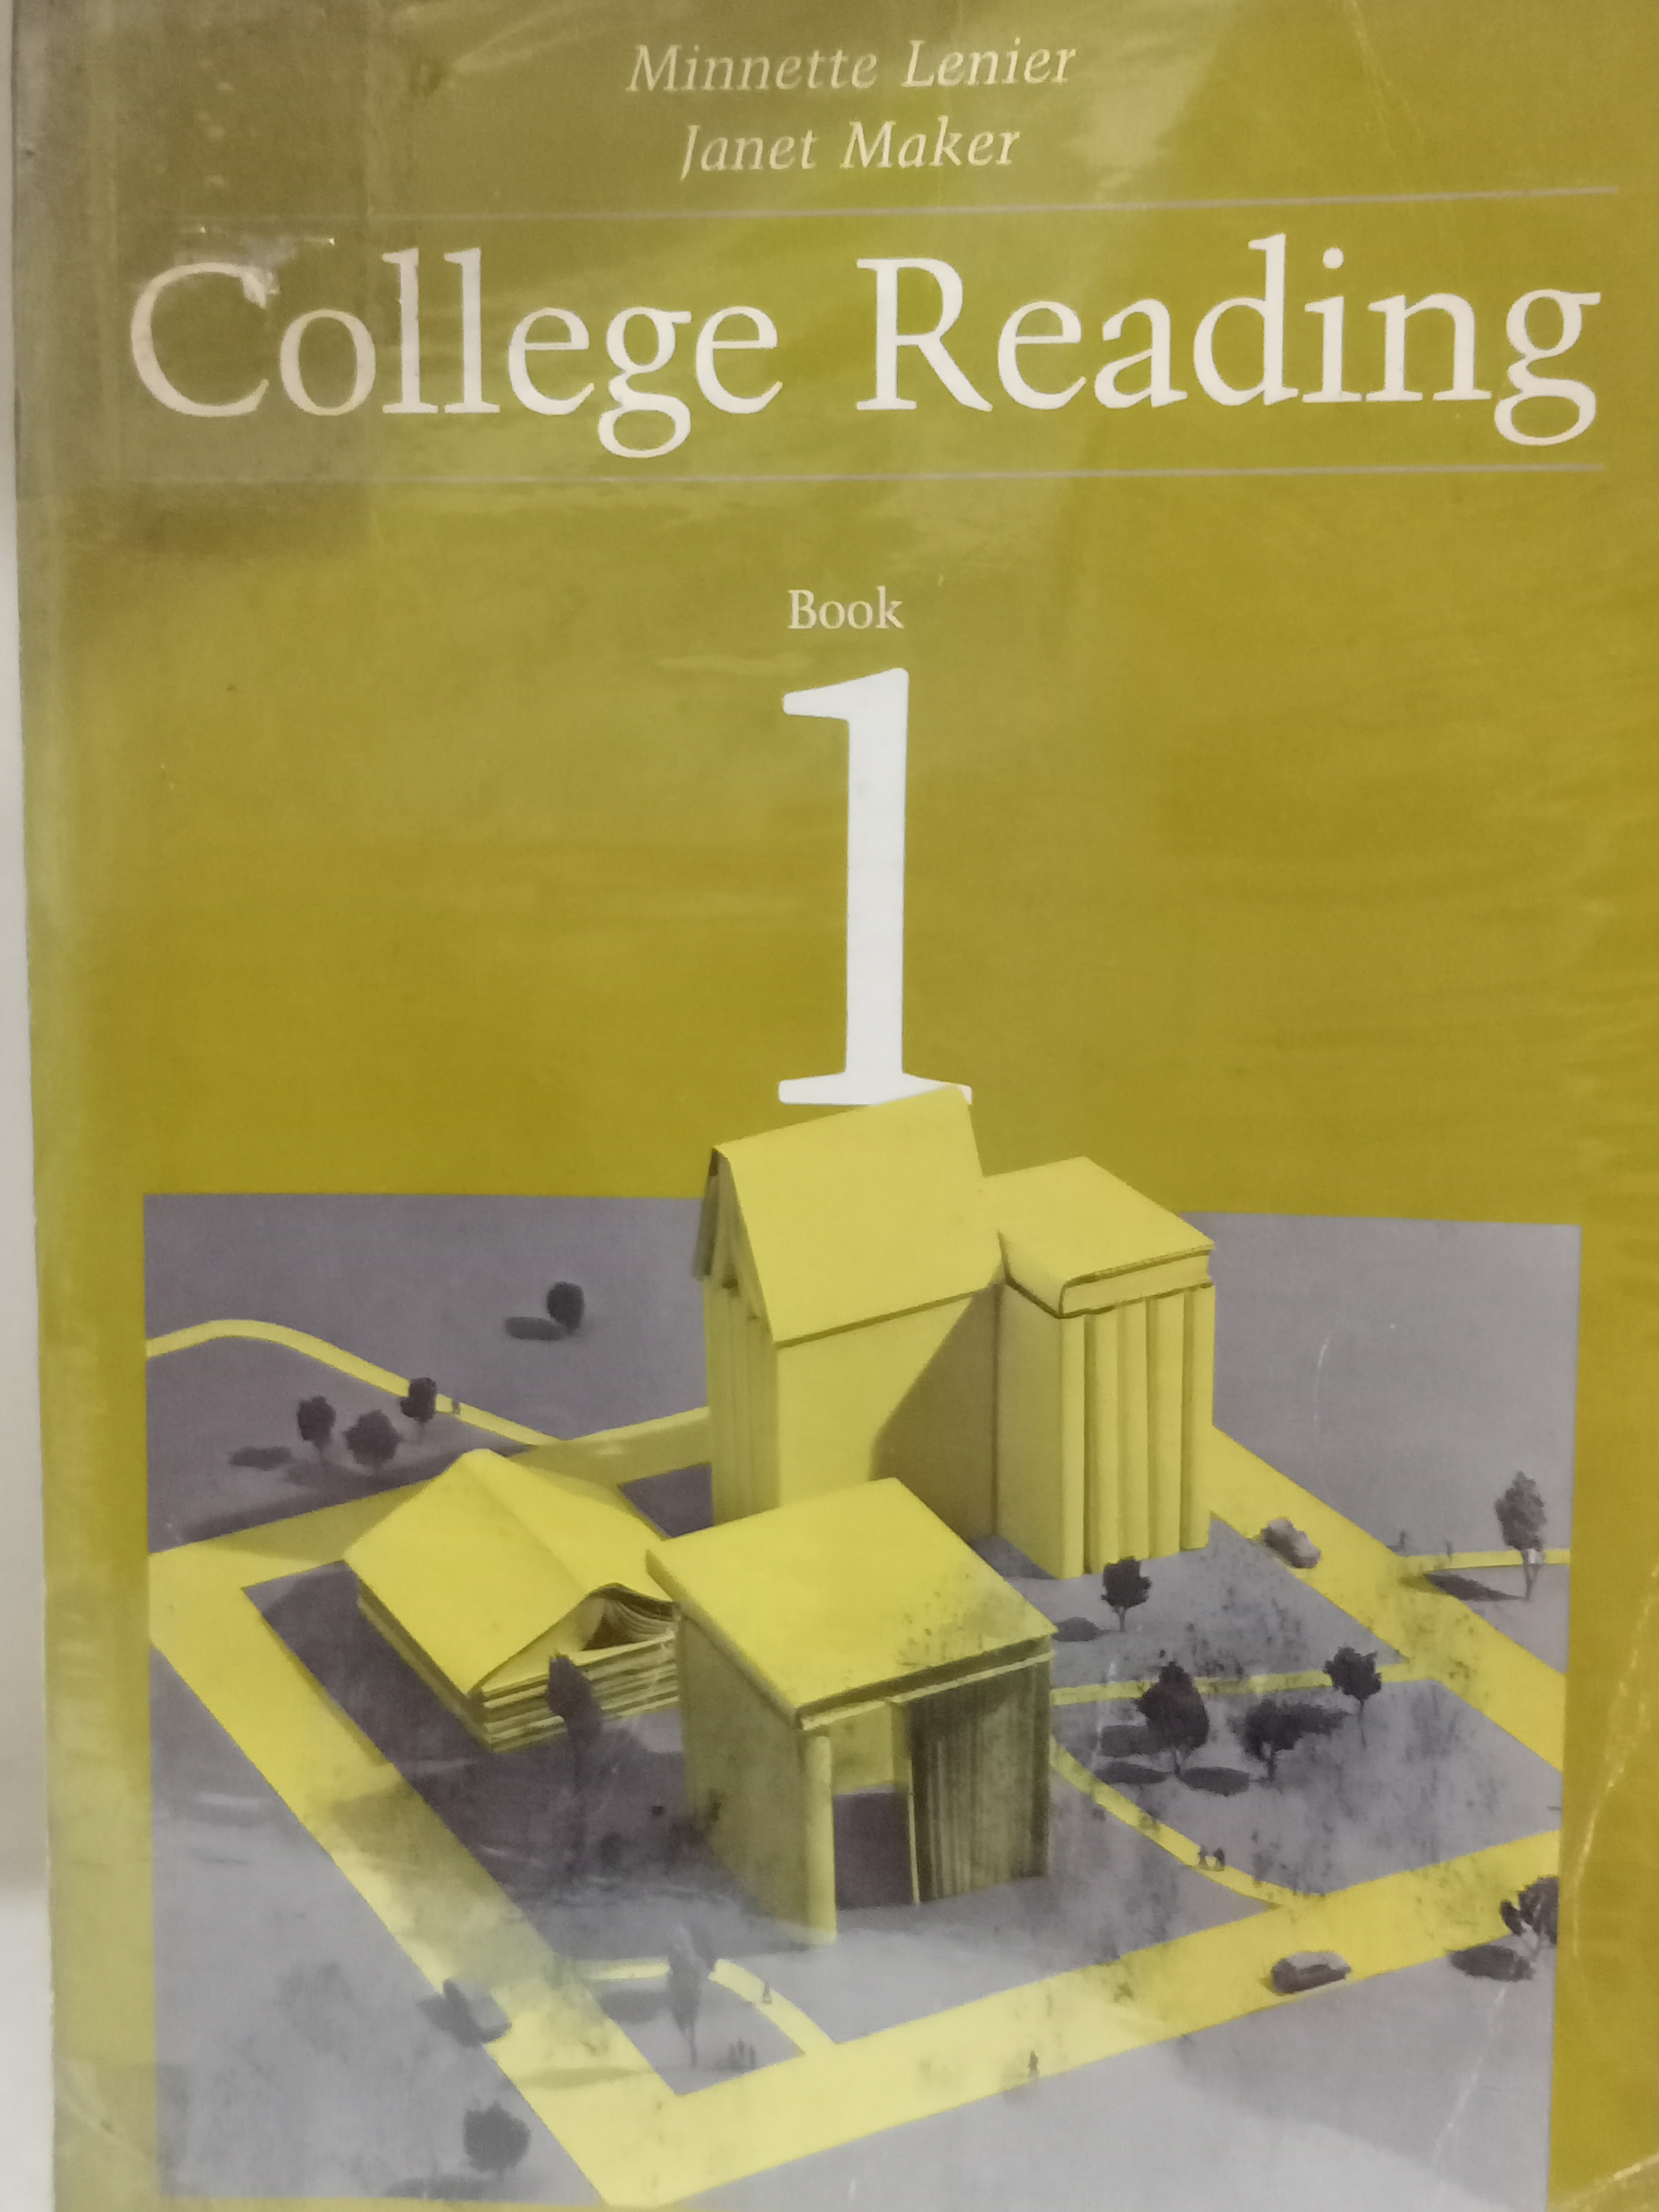 Minnette Lenier
Janet Maker
College Reading
Book
1